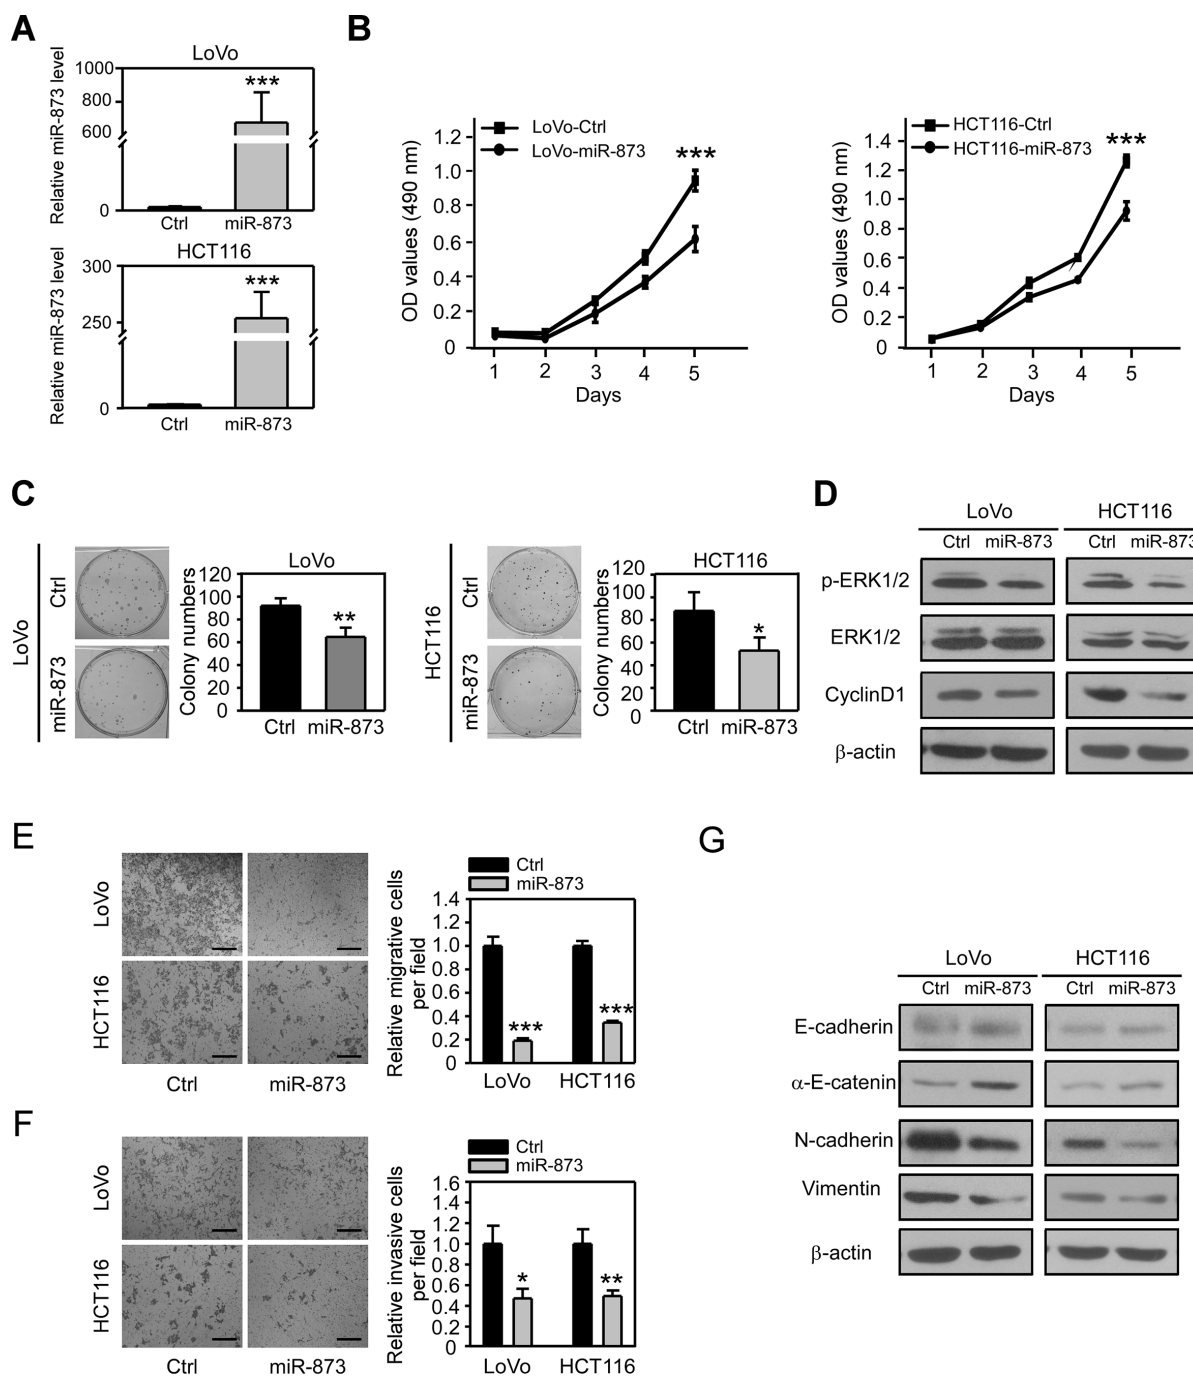 A
LoVo
Relative miR-873 level
1000
800
600
0
***
Ctrl
miR-873
HCT116
Relative miR-873 level
300
250
0
***
Ctrl
miR-873
B
LoVo-Ctrl
LoVo-miR-873
***
OD values (490 nm)
1.2
1.0
0.8
0.6
0.4
0.2
0
1 2 3 4 5
Days
HCT116-Ctrl
HCT116-miR-873
***
OD values (490 nm)
1.4
1.2
1.0
0.8
0.6
0.4
0.2
0
1 2 3 4 5
Days
C
LoVo
Ctrl
miR-873
LoVo
Colony numbers
120
100
80
60
40
20
0
**
Ctrl miR-873
HCT116
Ctrl
miR-873
HCT116
Colony numbers
120
100
80
60
40
20
0
*
Ctrl miR-873
D
LoVo
HCT116
Ctrl miR-873
Ctrl miR-873
p-ERK1/2
ERK1/2
CyclinD1
β-actin
E
LoVo
HCT116
Ctrl
miR-873
Ctrl
miR-873
Relative migrative cells
per field
1.4
1.2
1.0
0.8
0.6
0.4
0.2
0
***
***
LoVo HCT116
F
LoVo
HCT116
Ctrl
miR-873
Ctrl
miR-873
Relative invasive cells
per field
1.6
1.4
1.2
1.0
0.8
0.6
0.4
0.2
0
*
**
LoVo HCT116
G
LoVo
HCT116
Ctrl miR-873
Ctrl miR-873
E-cadherin
α-E-catenin
N-cadherin
Vimentin
β-actin